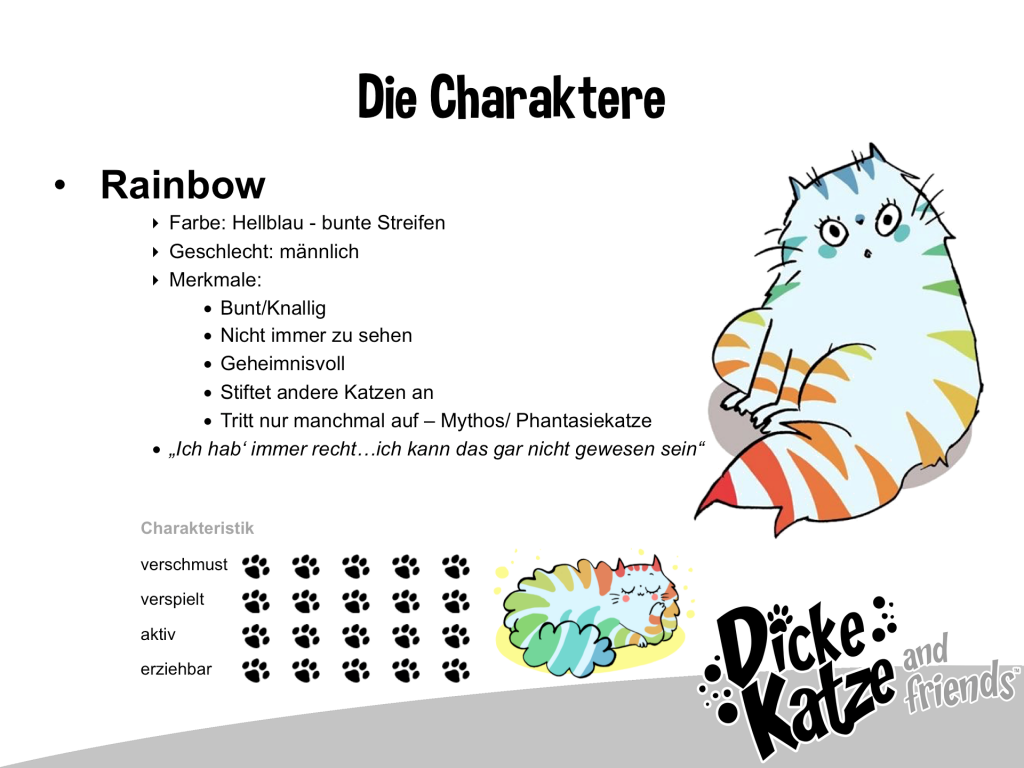 Die Charaktere
• Rainbow
Farbe: Hellblau - bunte Streifen
Geschlecht: männlich
Merkmale:
• Bunt/Knallig
• Nicht immer zu sehen
• Geheimnisvoll
• Stiftet andere Katzen an
• Tritt nur manchmal auf – Mythos/ Phantasiekatze
• „Ich hab‘ immer recht…ich kann das gar nicht gewesen sein“
Charakteristik
verschmust
verspielt
aktiv
erziehbar
Dicke
Katze
and
friends™